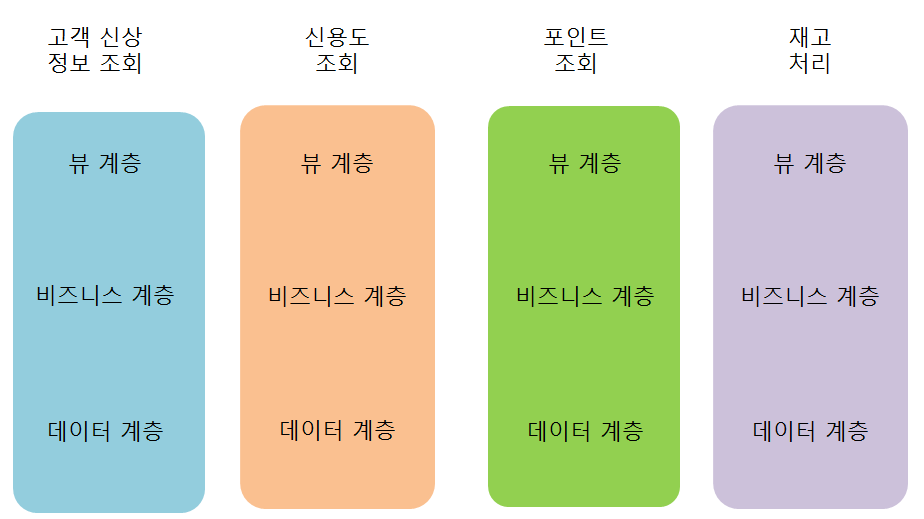 고객 신상
정보 조회
신용도
조회
포인트
조회
재고
처리
뷰 계층
뷰 계층
뷰 계층
뷰 계층
비즈니스 계층
비즈니스 계층
비즈니스 계층
비즈니스 계층
데이터 계층
데이터 계층
데이터 계층
데이터 계층